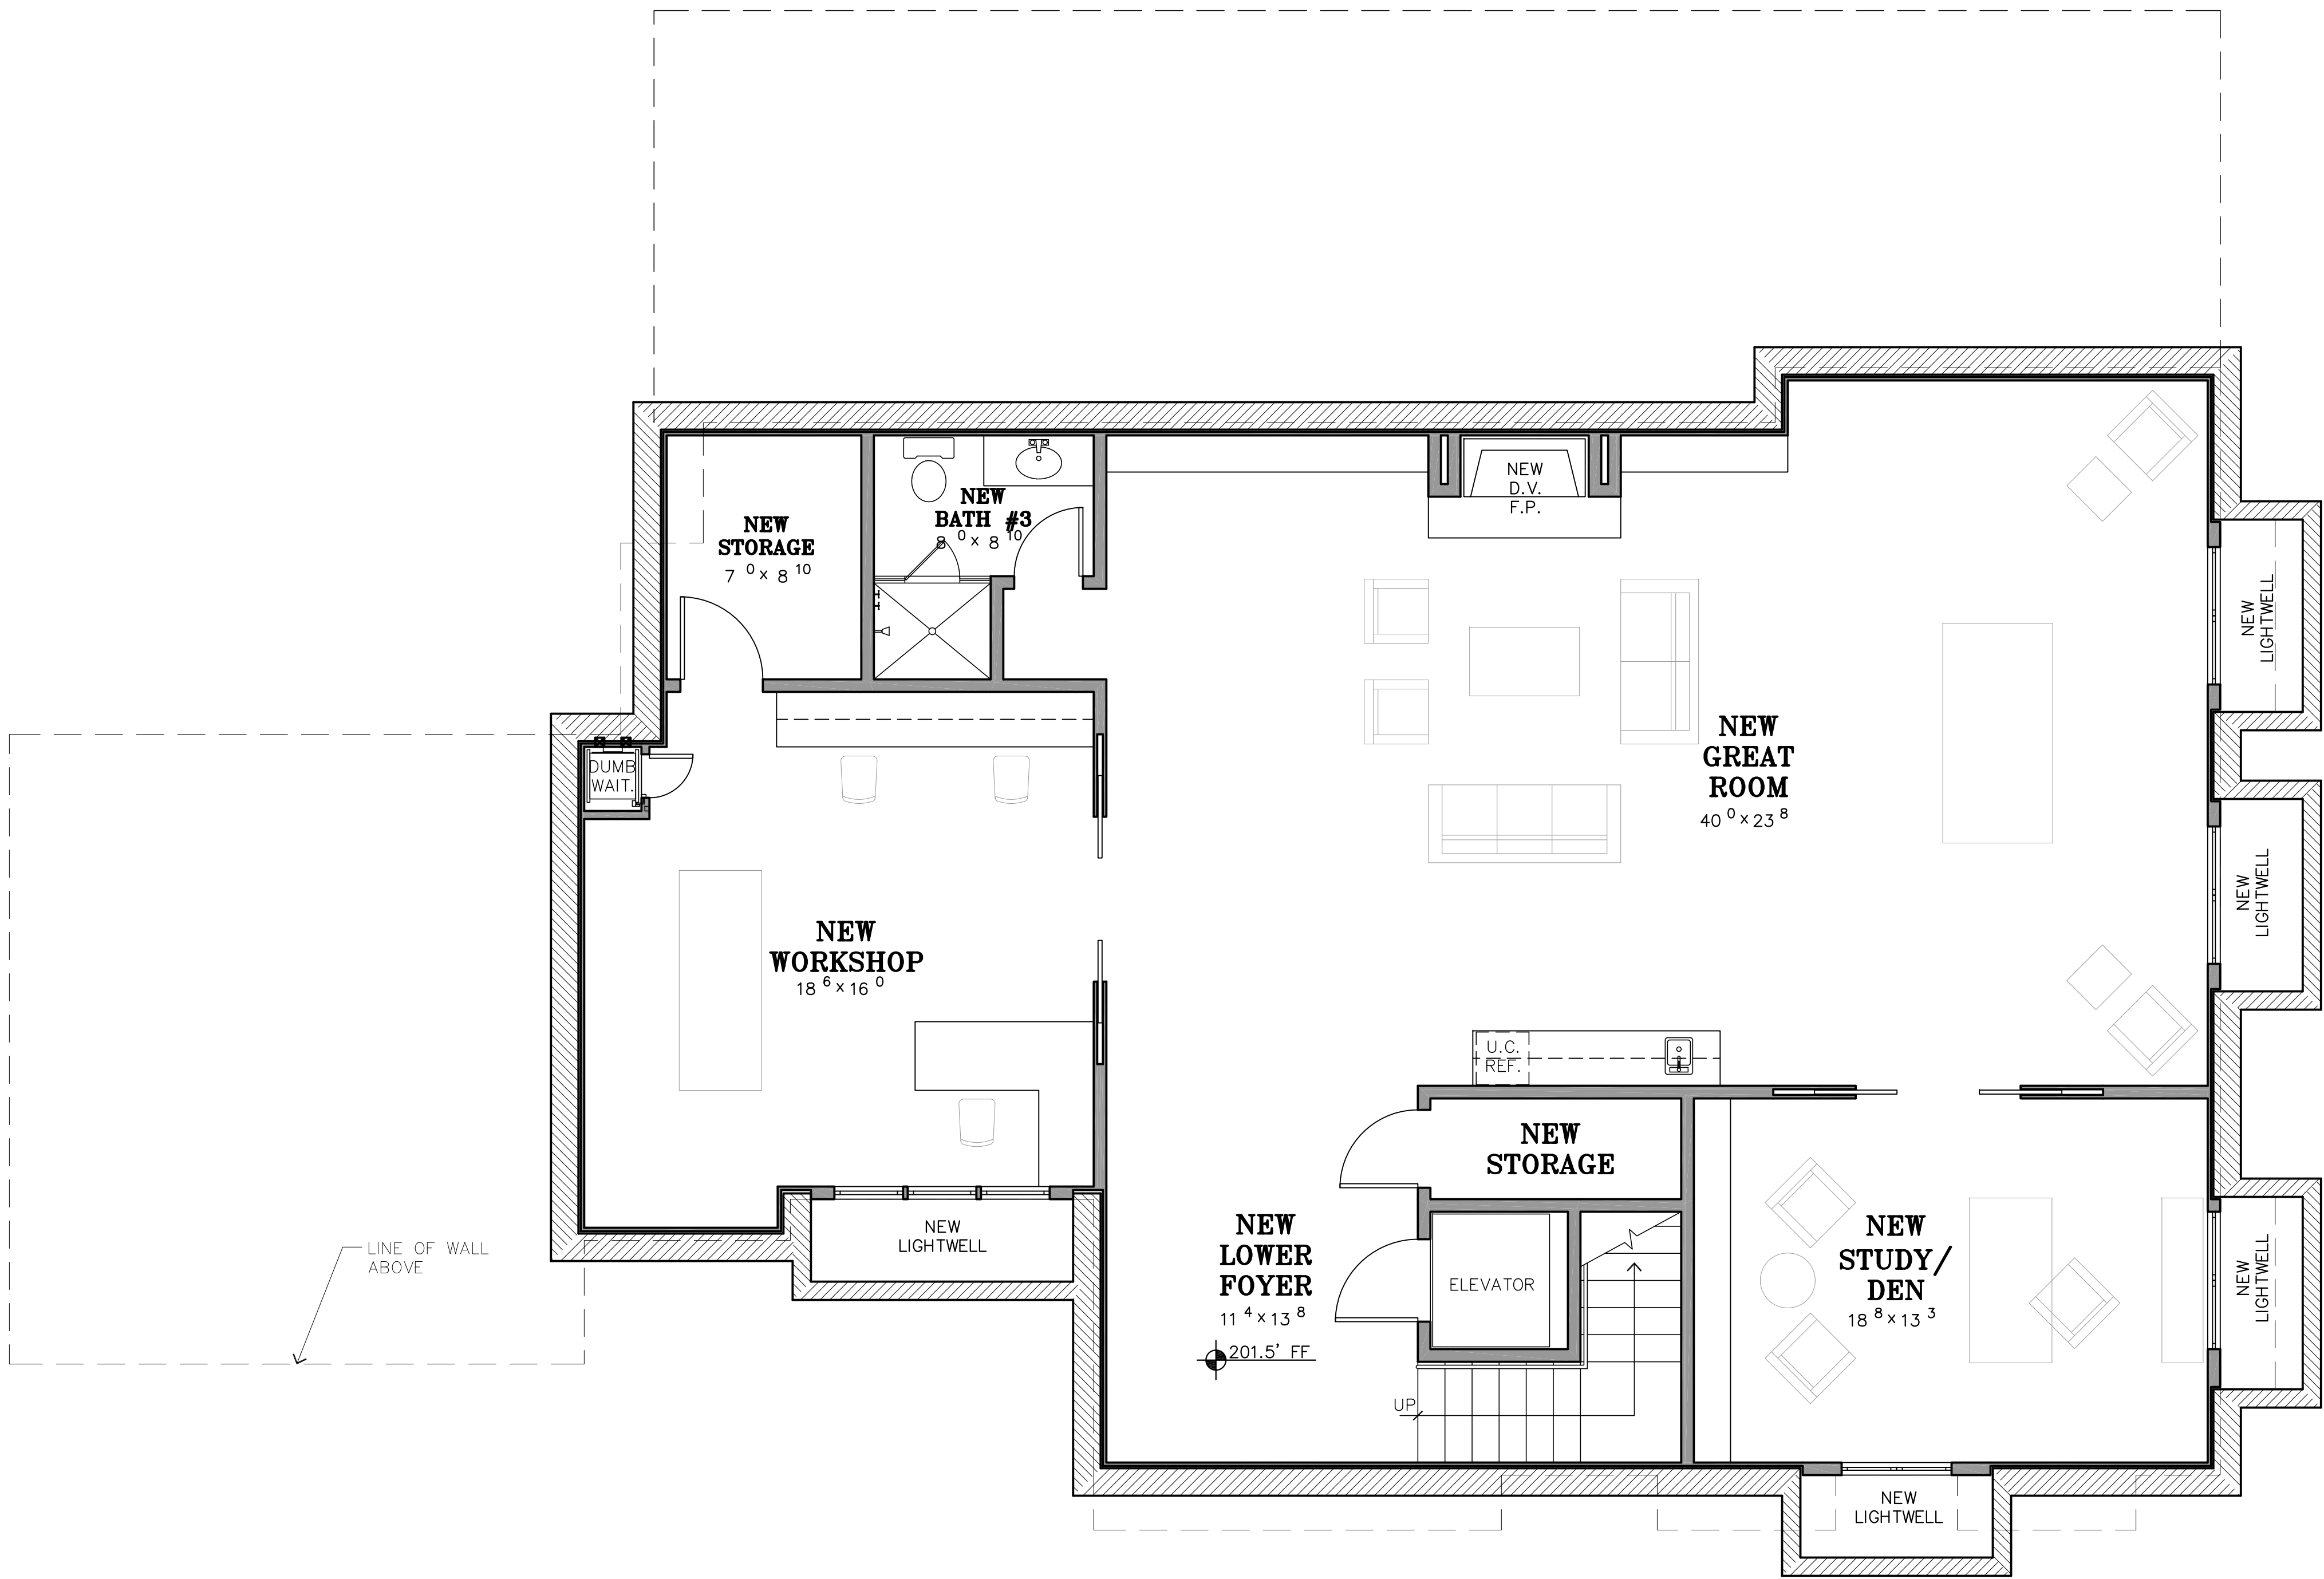 NEW
D.V.
F.P.
NEW
BATH #3
8 0 x 8 10
NEW
STORAGE
7 0 x 8 10
NEW
LIGHTWELL
NEW
GREAT
ROOM
40 0 x 23 8
DUMB
WAIT.
NEW
LIGHTWELL
NEW
WORKSHOP
18 6 x 16 0
U.C.
REF.
NEW
STORAGE
NEW
LIGHTWELL
NEW
LOWER
FOYER
11 4 x 13 8
201.5' FF
ELEVATOR
UP
NEW
STUDY/
DEN
18 8 x 13 3
NEW
LIGHTWELL
LINE OF WALL
ABOVE
NEW
LIGHTWELL